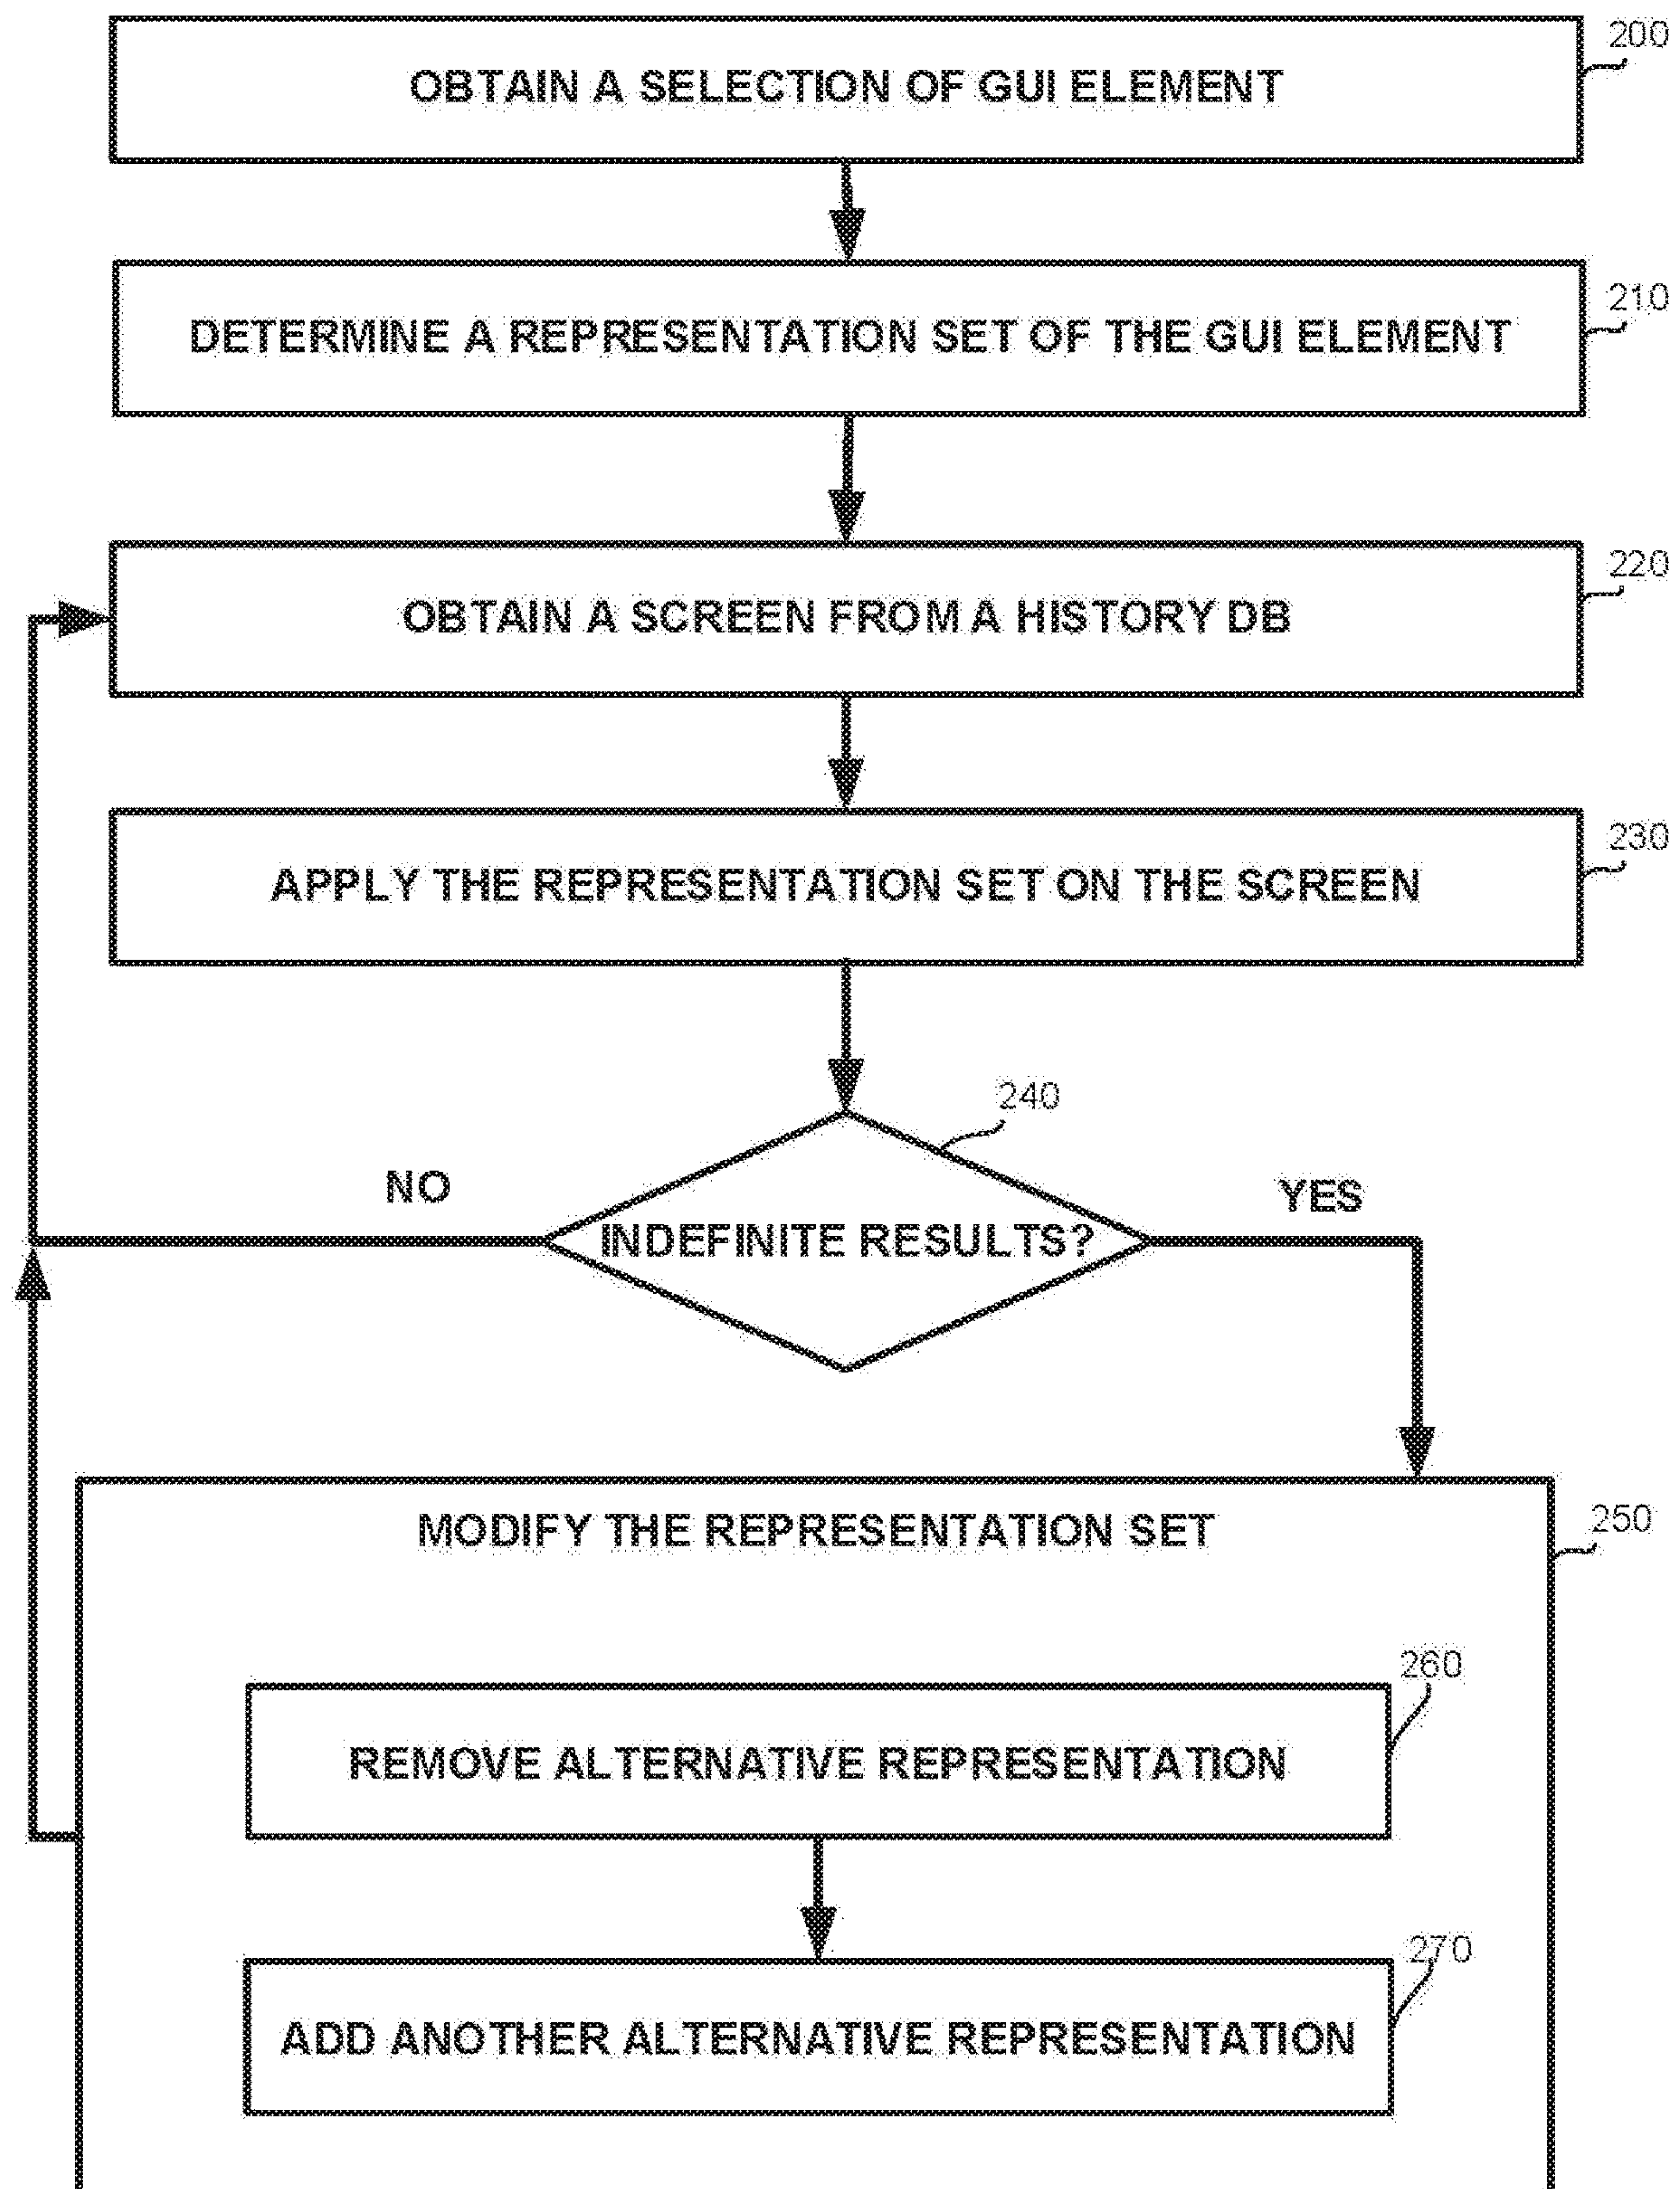 200
OBTAIN A SELECTION OF GUI ELEMENT
210
DETERMINE A REPRESENTATION SET OF THE GUI ELEMENT
220
OBTAIN A SCREEN FROM A HISTORY DB
230
APPLY THE REPRESENTATION SET ON THE SCREEN
240
NO
YES
INDEFINITE RESULTS?
250
MODIFY THE REPRESENTATION SET
260
REMOVE ALTERNATIVE REPRESENTATION
270
ADD ANOTHER ALTERNATIVE REPRESENTATION